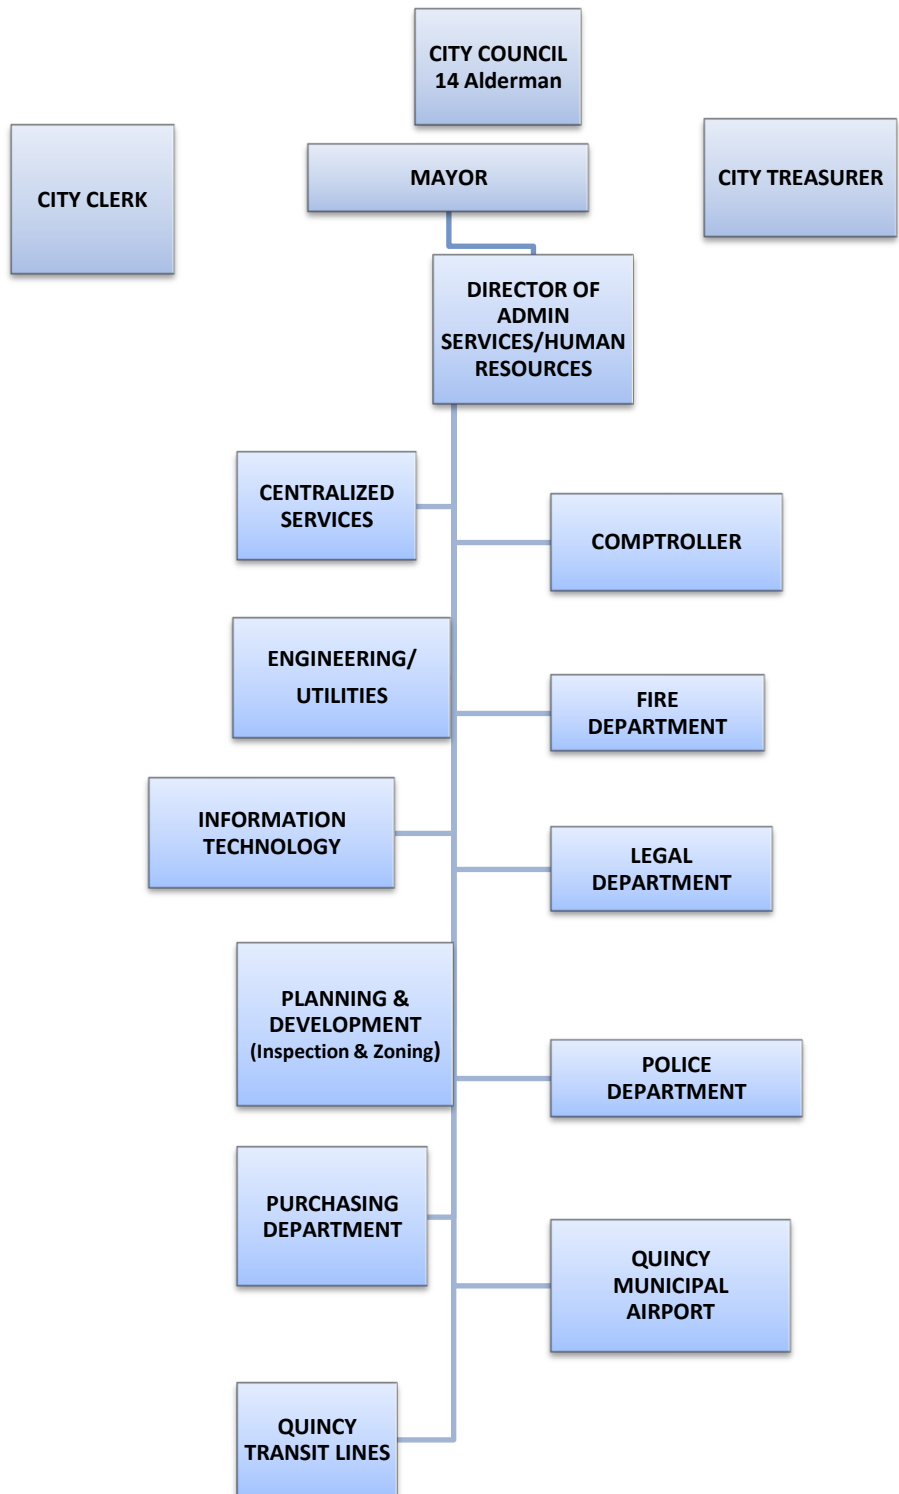 CITY COUNCIL
14 Alderman
CITY CLERK
MAYOR
CITY TREASURER
DIRECTOR OF
ADMIN
SERVICES/HUMAN
RESOURCES
CENTRALIZED
SERVICES
COMPTROLLER
ENGINEERING/
UTILITIES
FIRE
DEPARTMENT
INFORMATION
TECHNOLOGY
LEGAL
DEPARTMENT
PLANNING &
DEVELOPMENT
(Inspection & Zoning)
POLICE
DEPARTMENT
PURCHASING
DEPARTMENT
QUINCY
MUNICIPAL
AIRPORT
QUINCY
TRANSIT LINES